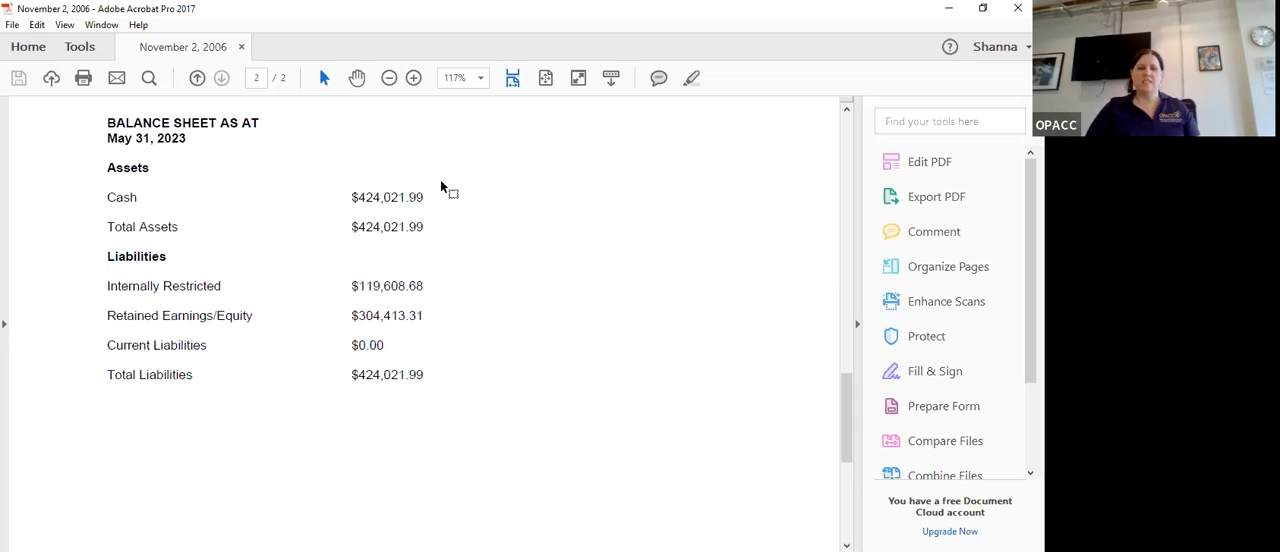 November 2, 2006 - Adobe Acrobat Pro 2017
File Edit View Window Help
Home Tools November 2, 2006 × Shanna
2 / 2 117%
BALANCE SHEET AS AT
May 31, 2023
Assets
Cash $424,021.99
Total Assets $424,021.99
Liabilities
Internally Restricted $119,608.68
Retained Earnings/Equity $304,413.31
Current Liabilities $0.00
Total Liabilities $424,021.99
Find your tools here
Edit PDF
Export PDF
Comment
Organize Pages
Enhance Scans
Protect
Fill & Sign
Prepare Form
Compare Files
Combine Files
You have a free Document
Cloud account
Upgrade Now
OPACC
OPACC